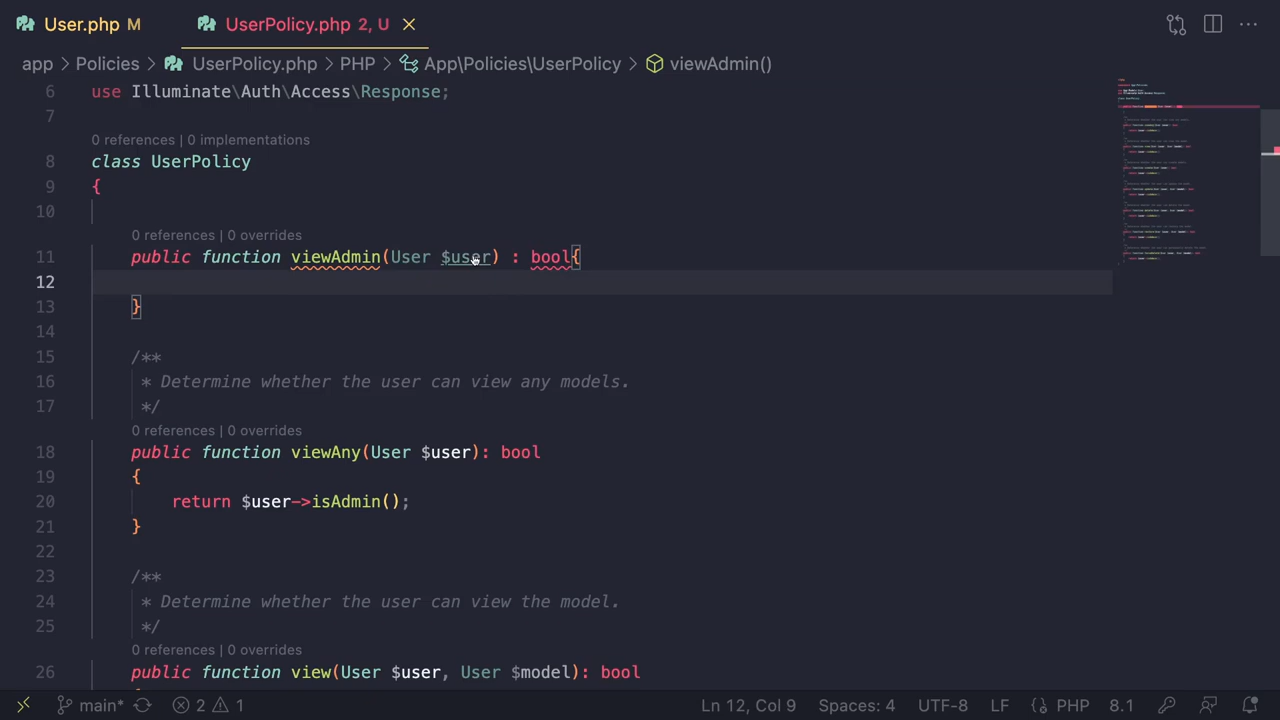 User.php M
UserPolicy.php 2, U
app > Policies > UserPolicy.php > PHP > App\Policies\UserPolicy > viewAdmin()
6 use Illuminate\Auth\Access\Response;
7
0 references | 0 implementations
8 class UserPolicy
9 {
10
0 references | 0 overrides
11 public function viewAdmin(User $user) : bool{
12
13 }
14
15 /**
16 * Determine whether the user can view any models.
17 */
0 references | 0 overrides
18 public function viewAny(User $user): bool
19 {
20 return $user->isAdmin();
21 }
22
23 /**
24 * Determine whether the user can view the model.
25 */
0 references | 0 overrides
26 public function view(User $user, User $model): bool
main* 2 1 Ln 12, Col 9 Spaces: 4 UTF-8 LF PHP 8.1